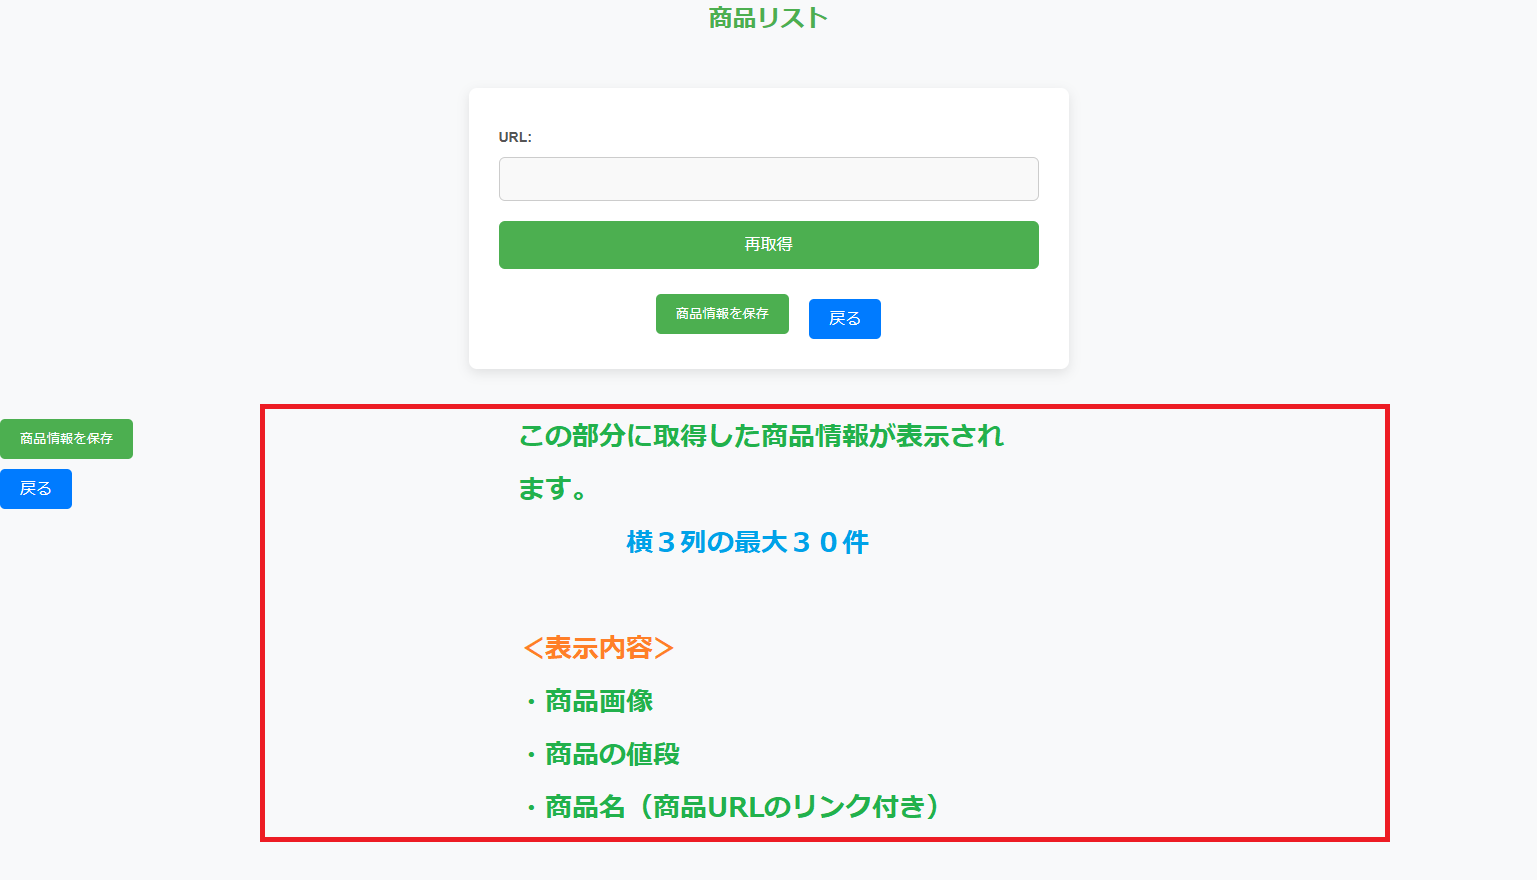 商品リスト
URL:
再取得
商品情報を保存
戻る
商品情報を保存
戻る
この部分に取得した商品情報が表示され
ます。
横３列の最大３０件
＜表示内容＞
・商品画像
・商品の値段
・商品名（商品URLのリンク付き）